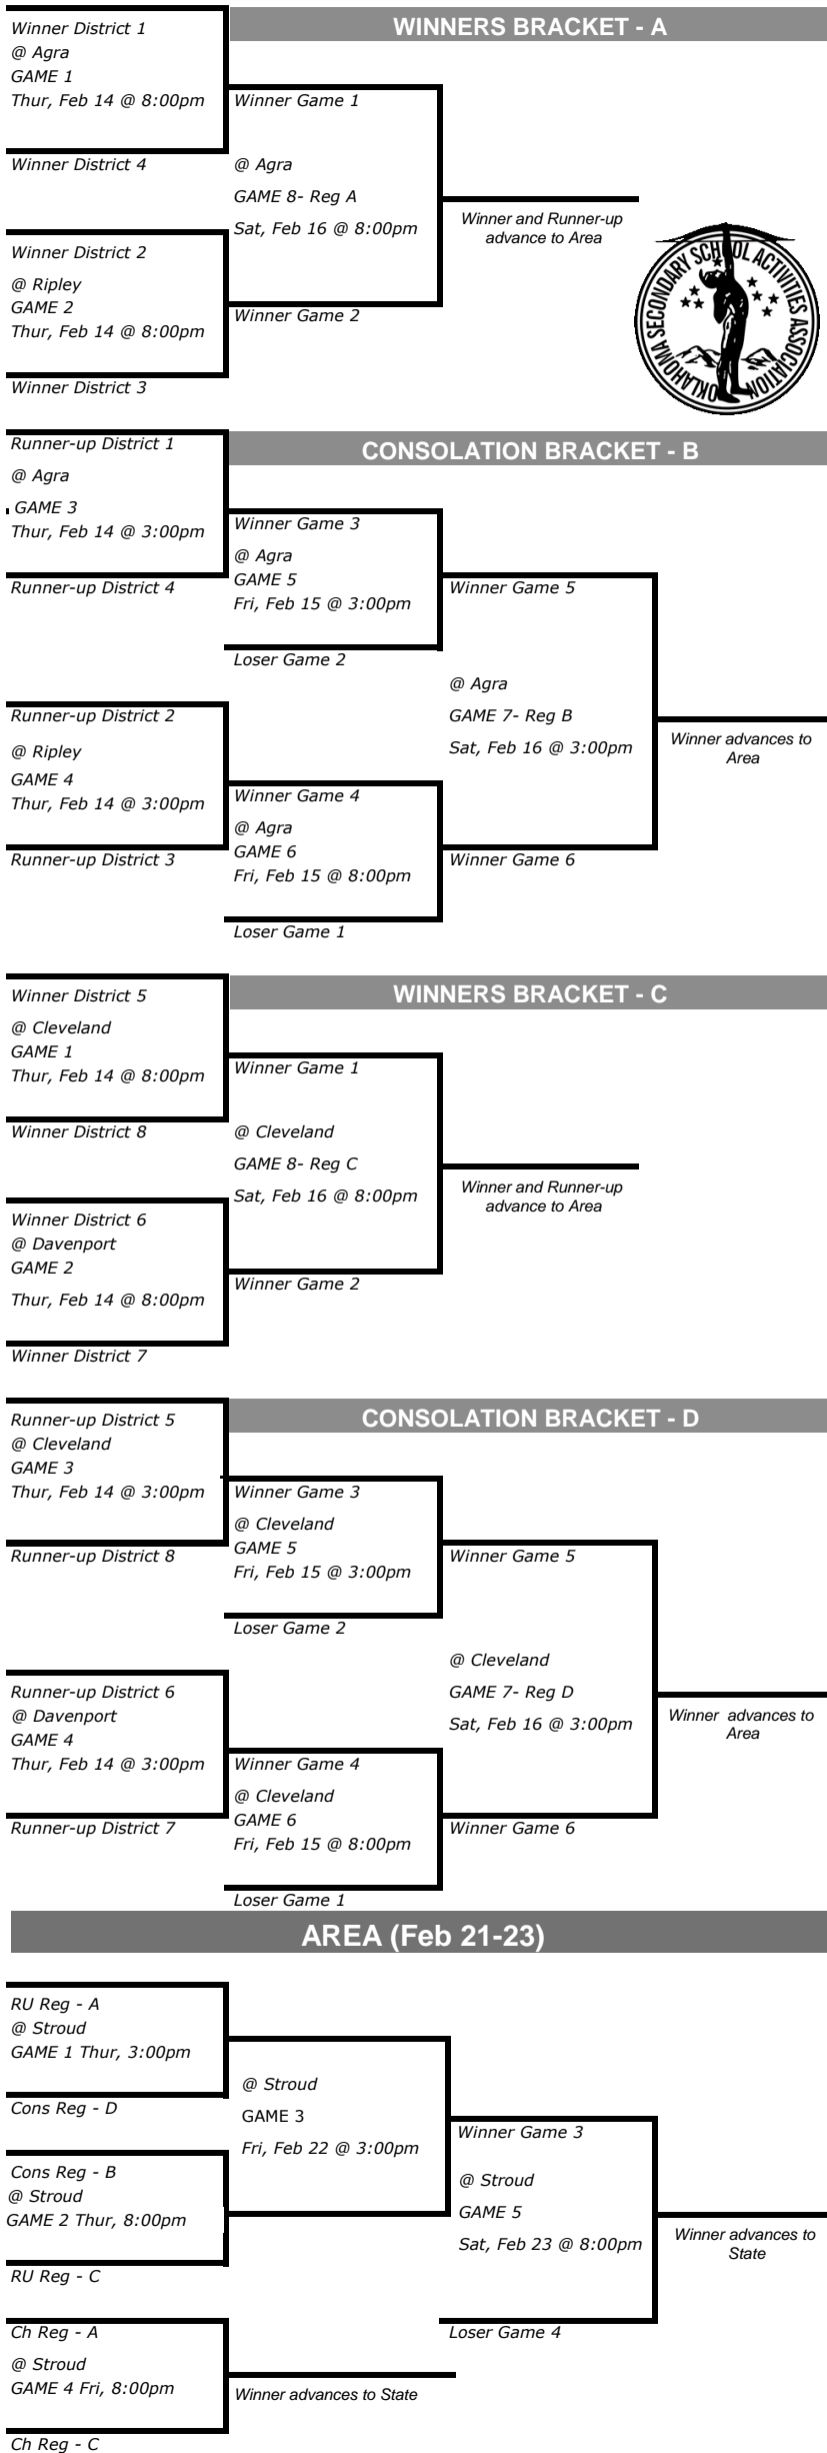 Winner District 1
WINNERS BRACKET - A
@ Agra
GAME 1
Thur, Feb 14 @ 8:00pm
Winner Game 1
Winner District 4
@ Agra
GAME 8- Reg A
Sat, Feb 16 @ 8:00pm
Winner and Runner-up
advance to Area
Winner District 2
@ Ripley
GAME 2
Thur, Feb 14 @ 8:00pm
Winner Game 2
Winner District 3
OKLAHOMA SECONDARY SCHOOL ACTIVITIES ASSOCIATION
Runner-up District 1
CONSOLATION BRACKET - B
@ Agra
GAME 3
Thur, Feb 14 @ 3:00pm
Winner Game 3
@ Agra
GAME 5
Fri, Feb 15 @ 3:00pm
Runner-up District 4
Winner Game 5
Loser Game 2
@ Agra
GAME 7- Reg B
Sat, Feb 16 @ 3:00pm
Winner advances to
Area
Runner-up District 2
@ Ripley
GAME 4
Thur, Feb 14 @ 3:00pm
Winner Game 4
@ Agra
GAME 6
Fri, Feb 15 @ 8:00pm
Runner-up District 3
Winner Game 6
Loser Game 1
Winner District 5
WINNERS BRACKET - C
@ Cleveland
GAME 1
Thur, Feb 14 @ 8:00pm
Winner Game 1
Winner District 8
@ Cleveland
GAME 8- Reg C
Sat, Feb 16 @ 8:00pm
Winner and Runner-up
advance to Area
Winner District 6
@ Davenport
GAME 2
Thur, Feb 14 @ 8:00pm
Winner Game 2
Winner District 7
Runner-up District 5
CONSOLATION BRACKET - D
@ Cleveland
GAME 3
Thur, Feb 14 @ 3:00pm
Winner Game 3
@ Cleveland
GAME 5
Fri, Feb 15 @ 3:00pm
Runner-up District 8
Winner Game 5
Loser Game 2
@ Cleveland
GAME 7- Reg D
Sat, Feb 16 @ 3:00pm
Winner  advances to
Area
Runner-up District 6
@ Davenport
GAME 4
Thur, Feb 14 @ 3:00pm
Winner Game 4
@ Cleveland
GAME 6
Fri, Feb 15 @ 8:00pm
Runner-up District 7
Winner Game 6
Loser Game 1
AREA (Feb 21-23)
RU Reg - A
@ Stroud
GAME 1 Thur, 3:00pm
Cons Reg - D
@ Stroud
GAME 3
Fri, Feb 22 @ 3:00pm
Winner Game 3
Cons Reg - B
@ Stroud
GAME 2 Thur, 8:00pm
RU Reg - C
@ Stroud
GAME 5
Sat, Feb 23 @ 8:00pm
Winner advances to
State
Loser Game 4
Ch Reg - A
@ Stroud
GAME 4 Fri, 8:00pm
Winner advances to State
Ch Reg - C